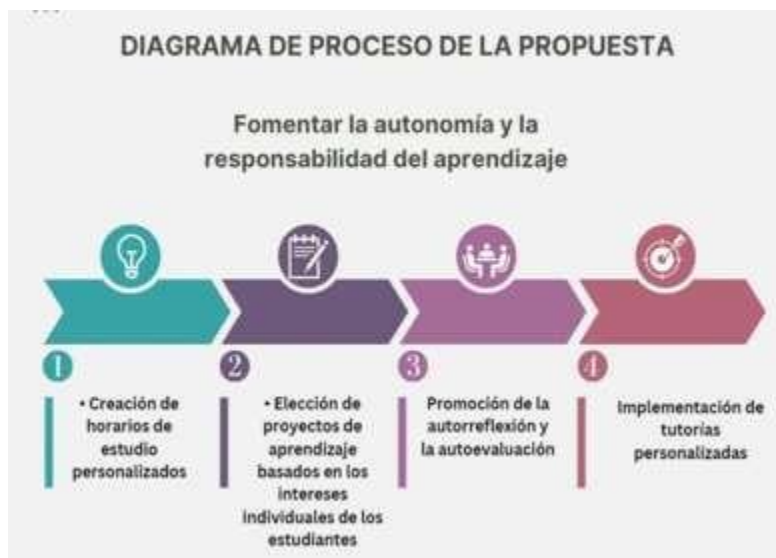 DIAGRAMA DE PROCESO DE LA PROPUESTA
Fomentar la autonomía y la
responsabilidad del aprendizaje
1
• Creación de
horarios de
estudio
personalizados
2
• Elección de
proyectos de
aprendizaje
basados en los
intereses
individuales de los
estudiantes
3
Promoción de la
autorreflexión y
la autoevaluación
4
Implementación de
tutorías
personalizadas